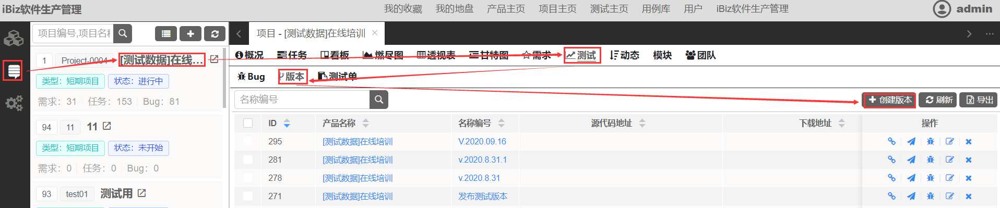 iBiz软件生产管理
我的收藏 我的地盘 产品主页 项目主页 测试主页 用例库 用户 iBiz软件生产管理
admin
项目编号,项目名称
项目 - [测试数据]在线培训 ×
1 Project-0004 [测试数据]在线...
类型：短期项目 状态：进行中
需求：31 任务：153 Bug：81
94 11 11
类型：短期项目 状态：未开始
需求：0 任务：0 Bug：0
93 test01 测试用
概况 任务 看板 燃尽图 透视表 甘特图 需求 测试 动态 模块 团队
Bug 版本 测试单
名称编号
创建版本 刷新 导出
ID 产品名称 名称编号 源代码地址 下载地址 操作
295 [测试数据]在线培训 V.2020.09.16
281 [测试数据]在线培训 v.2020.8.31.1
278 [测试数据]在线培训 v.2020.8.31
271 [测试数据]在线培训 发布测试版本